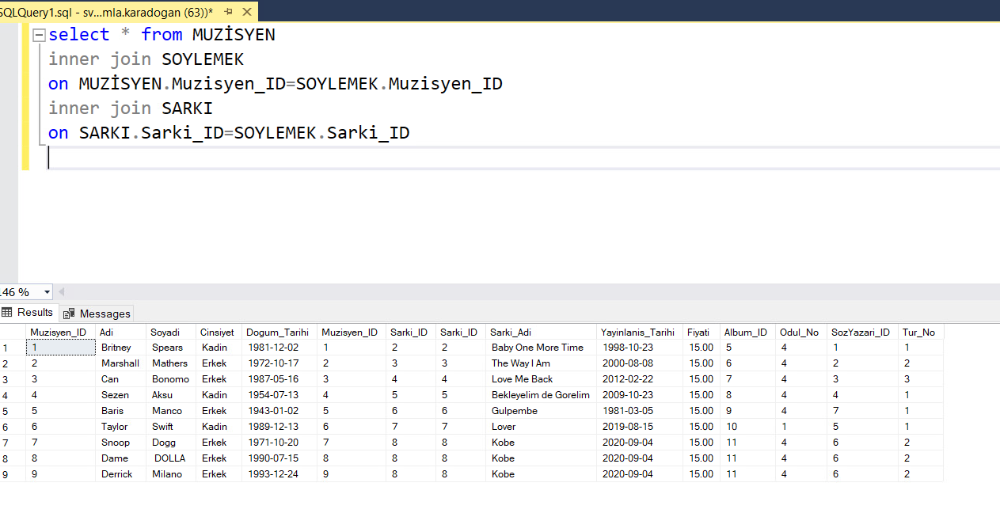 SQLQuery1.sql - sv...mla.karadogan (63))*
select * from MUZİSYEN
inner join SOYLEMEK
on MUZİSYEN.Muzisyen_ID=SOYLEMEK.Muzisyen_ID
inner join SARKI
on SARKI.Sarki_ID=SOYLEMEK.Sarki_ID
146 %
Results Messages
Muzisyen_ID Adi Soyadi Cinsiyet Dogum_Tarihi Muzisyen_ID Sarki_ID Sarki_ID Sarki_Adi Yayinlanis_Tarihi Fiyati Album_ID Odul_No SozYazari_ID Tur_No
1 1 Britney Spears Kadin 1981-12-02 1 2 2 Baby One More Time 1998-10-23 15.00 5 4 1 1
2 2 Marshall Mathers Erkek 1972-10-17 2 3 3 The Way I Am 2000-08-08 15.00 6 4 2 2
3 3 Can Bonomo Erkek 1987-05-16 3 4 4 Love Me Back 2012-02-22 15.00 7 4 3 3
4 4 Sezen Aksu Kadin 1954-07-13 4 5 5 Bekleyelim de Gorelim 2009-10-23 15.00 8 4 4 1
5 5 Baris Manco Erkek 1943-01-02 5 6 6 Gulpembe 1981-03-05 15.00 9 4 7 1
6 6 Taylor Swift Kadin 1989-12-13 6 7 7 Lover 2019-08-15 15.00 10 1 5 1
7 7 Snoop Dogg Erkek 1971-10-20 7 8 8 Kobe 2020-09-04 15.00 11 4 6 2
8 8 Dame DOLLA Erkek 1990-07-15 8 8 8 Kobe 2020-09-04 15.00 11 4 6 2
9 9 Derrick Milano Erkek 1993-12-24 9 8 8 Kobe 2020-09-04 15.00 11 4 6 2